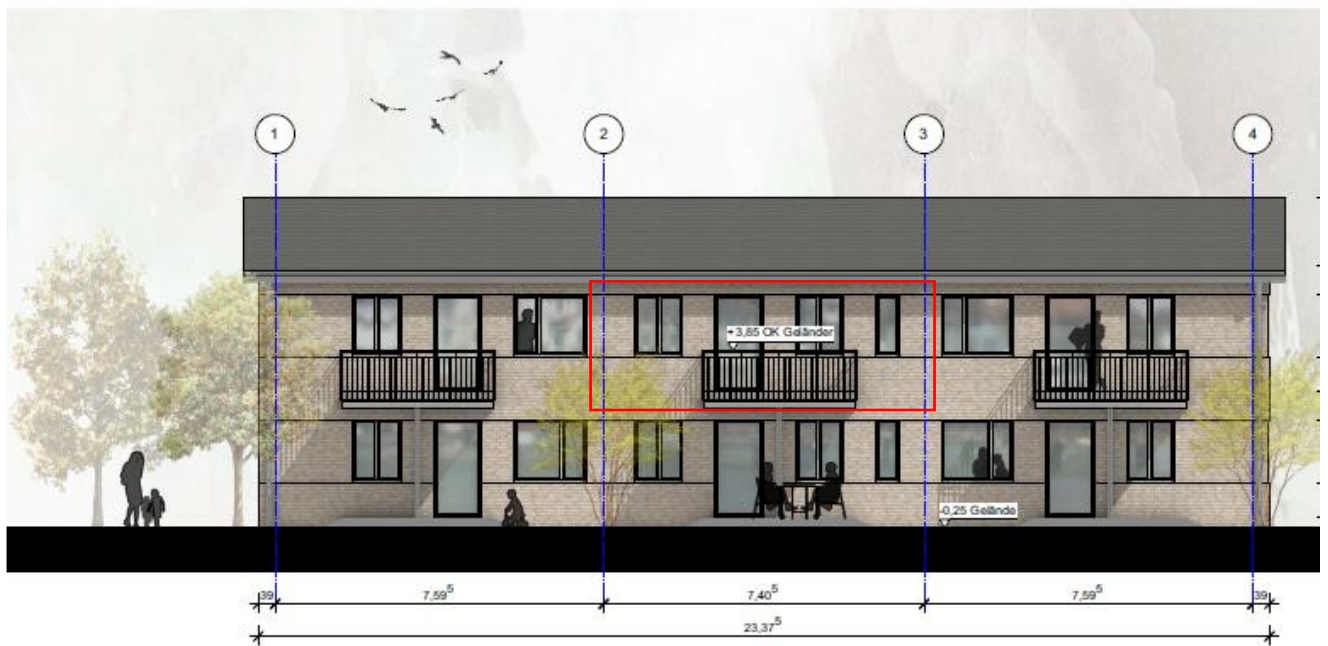 1 2 3 4
+3,85 OK Geländer
-0,25 Gelände
39 7,59⁵ 7,40⁵ 7,59⁵ 39
23,37⁵